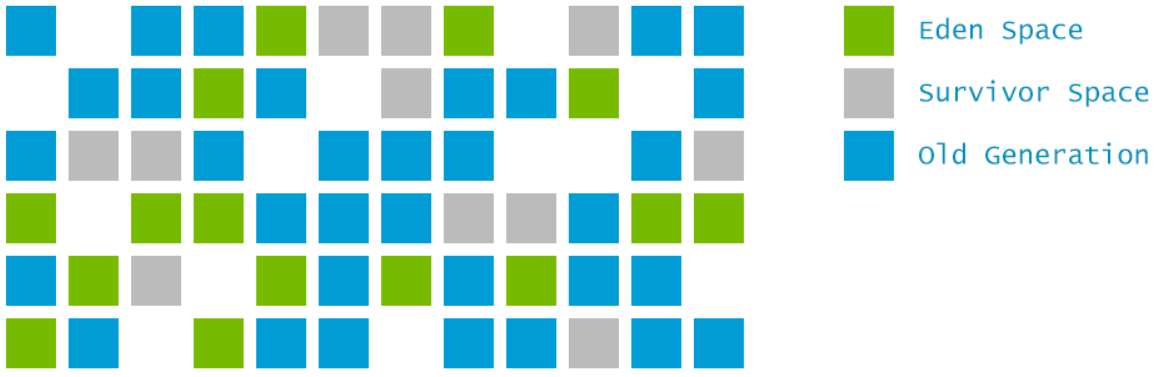 Eden Space
Survivor Space
Old Generation